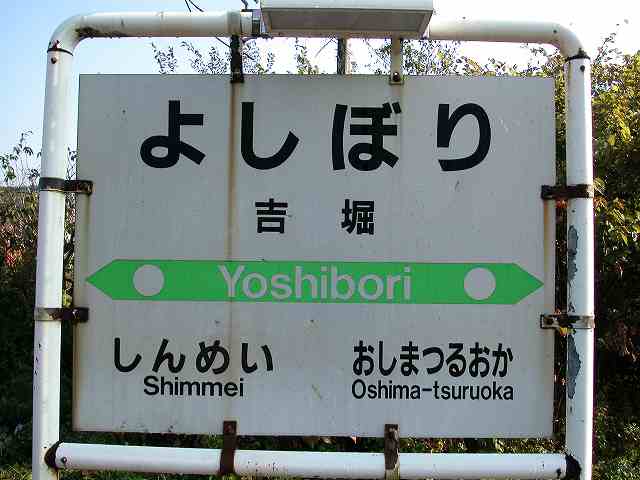 よしぼり
吉堀
Yoshibori
しんめい
Shimmei
おしまつるおか
Oshima-tsuruoka